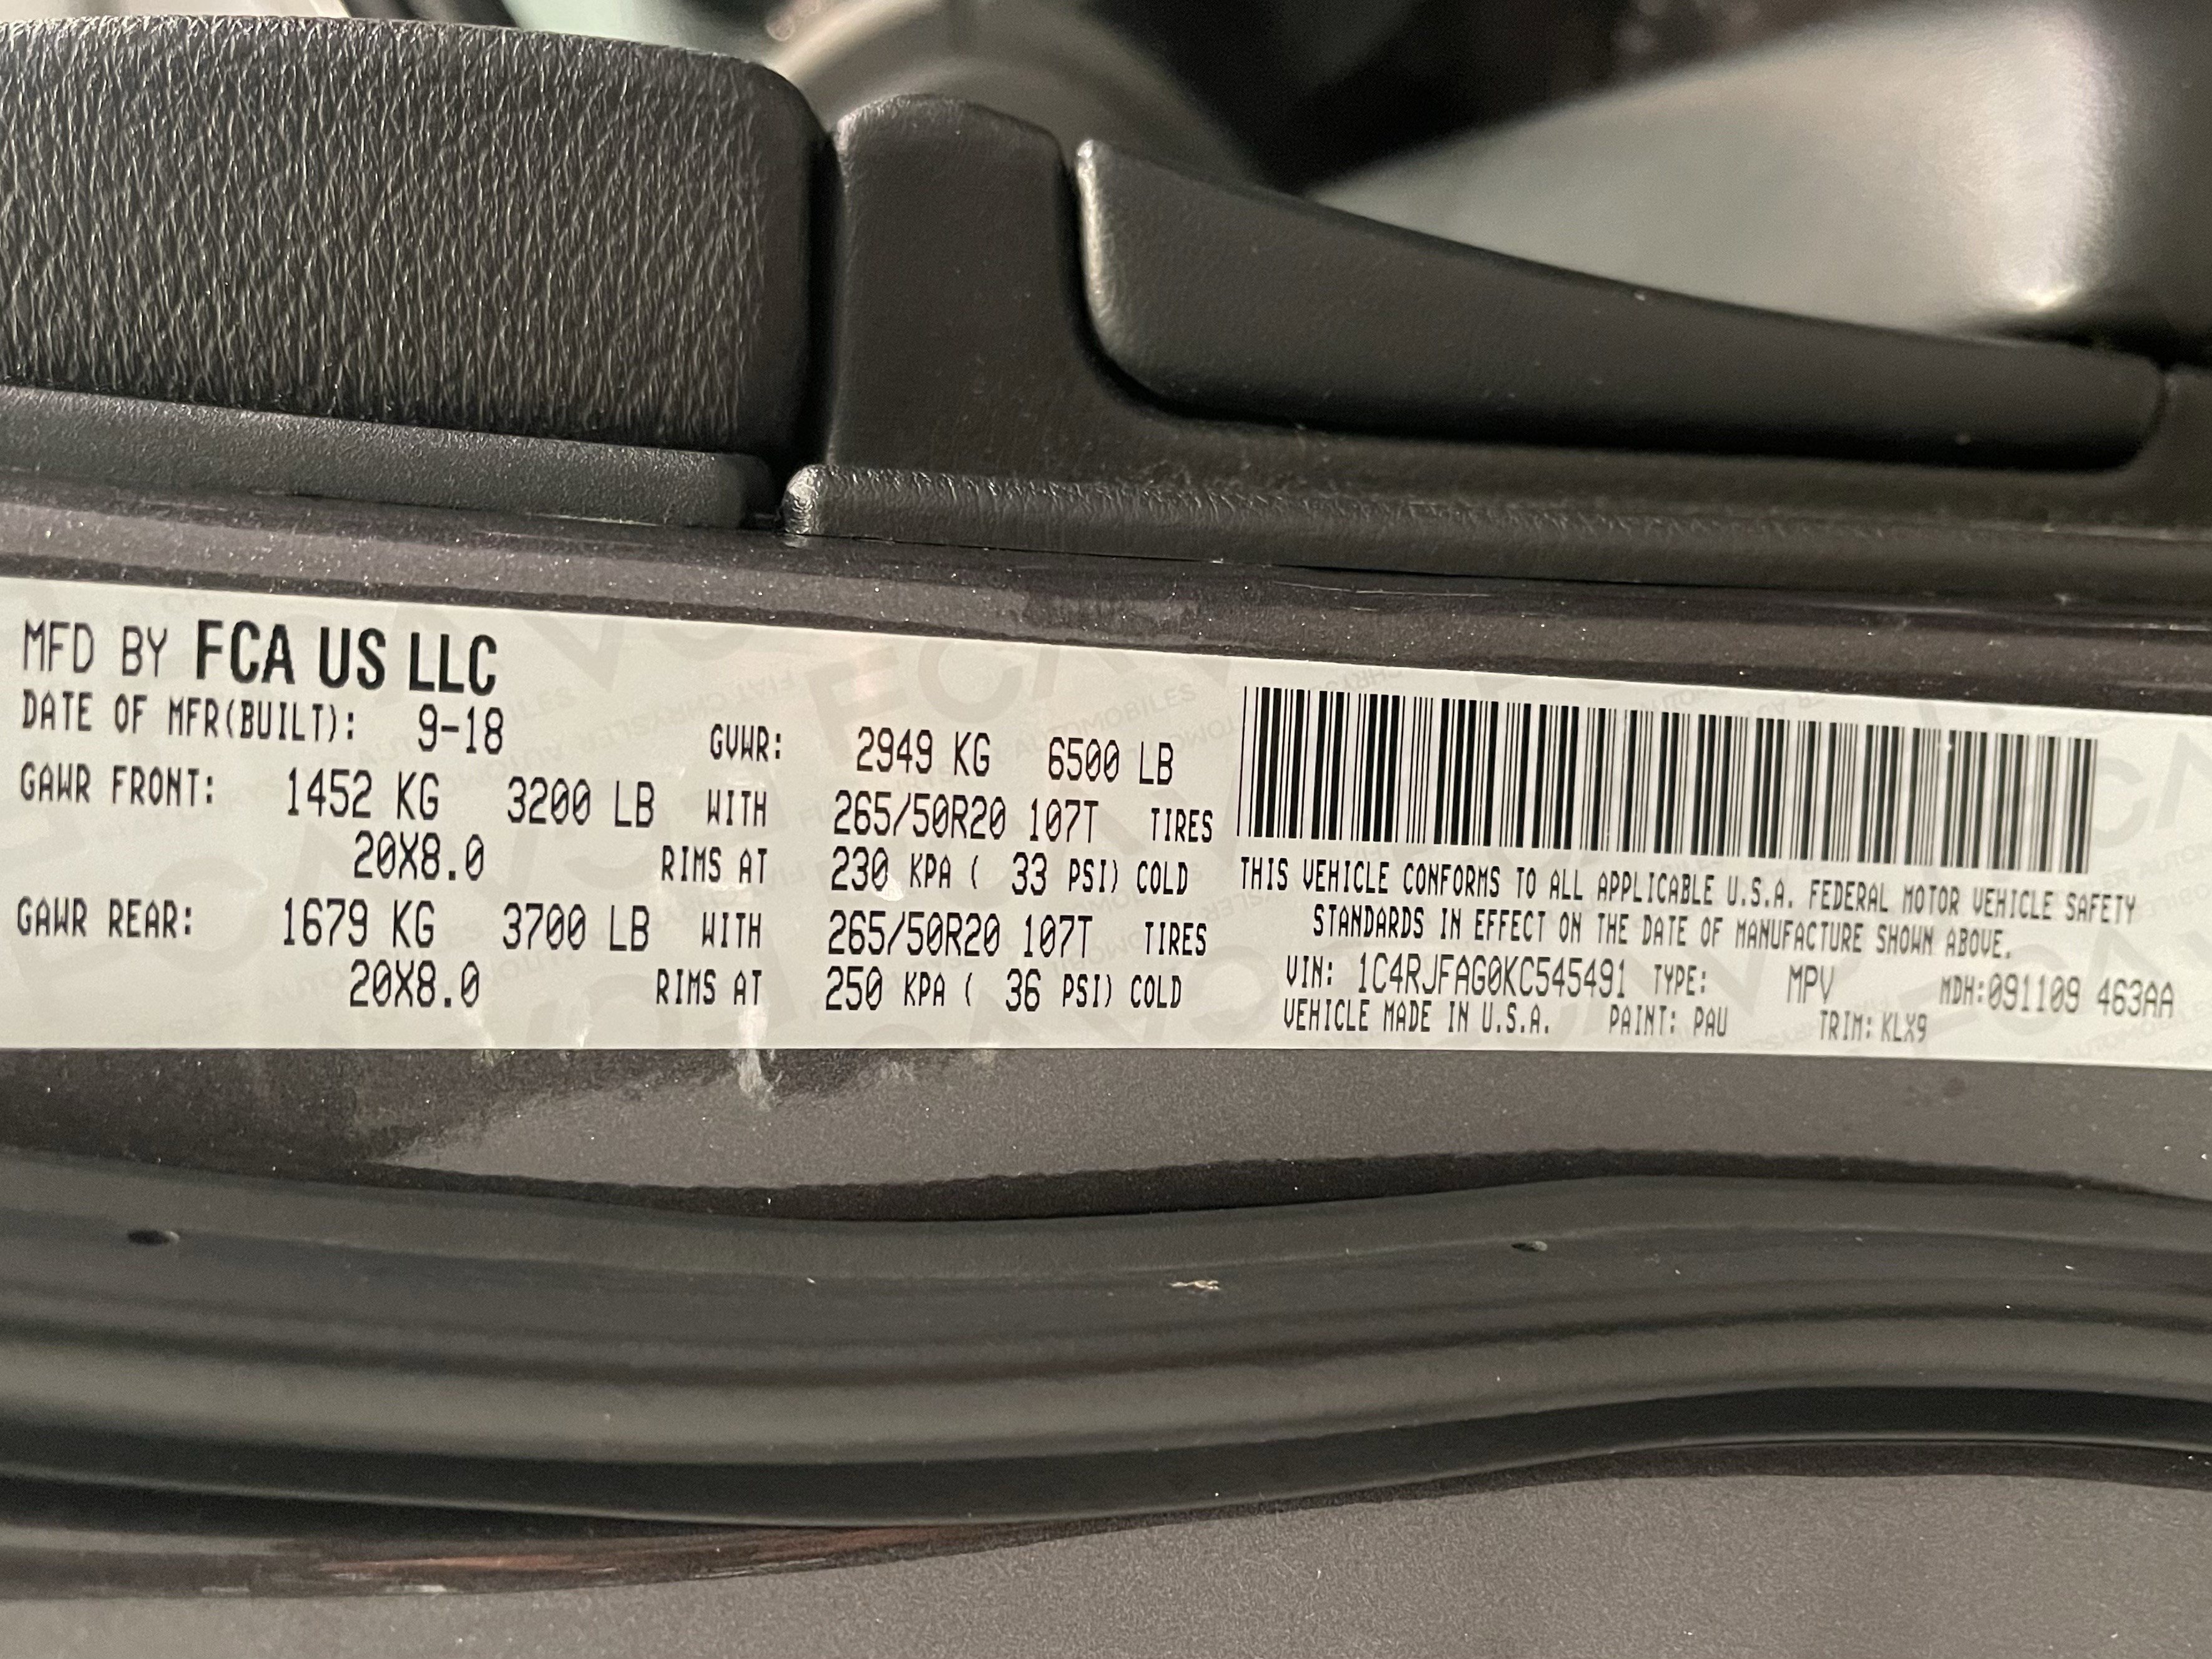 MFD BY FCA US LLC
DATE OF MFR(BUILT): 9-18 GVWR: 2949 KG 6500 LB
GAWR FRONT: 1452 KG 3200 LB WITH 265/50R20 107T TIRES
20X8.0 RIMS AT 230 KPA ( 33 PSI) COLD
GAWR REAR: 1679 KG 3700 LB WITH 265/50R20 107T TIRES
20X8.0 RIMS AT 250 KPA ( 36 PSI) COLD
THIS VEHICLE CONFORMS TO ALL APPLICABLE U.S.A. FEDERAL MOTOR VEHICLE SAFETY
STANDARDS IN EFFECT ON THE DATE OF MANUFACTURE SHOWN ABOVE.
VIN: 1C4RJFAG0KC545491 TYPE: MPV MDH:091109 463AA
VEHICLE MADE IN U.S.A. PAINT: PAU TRIM: KLX9